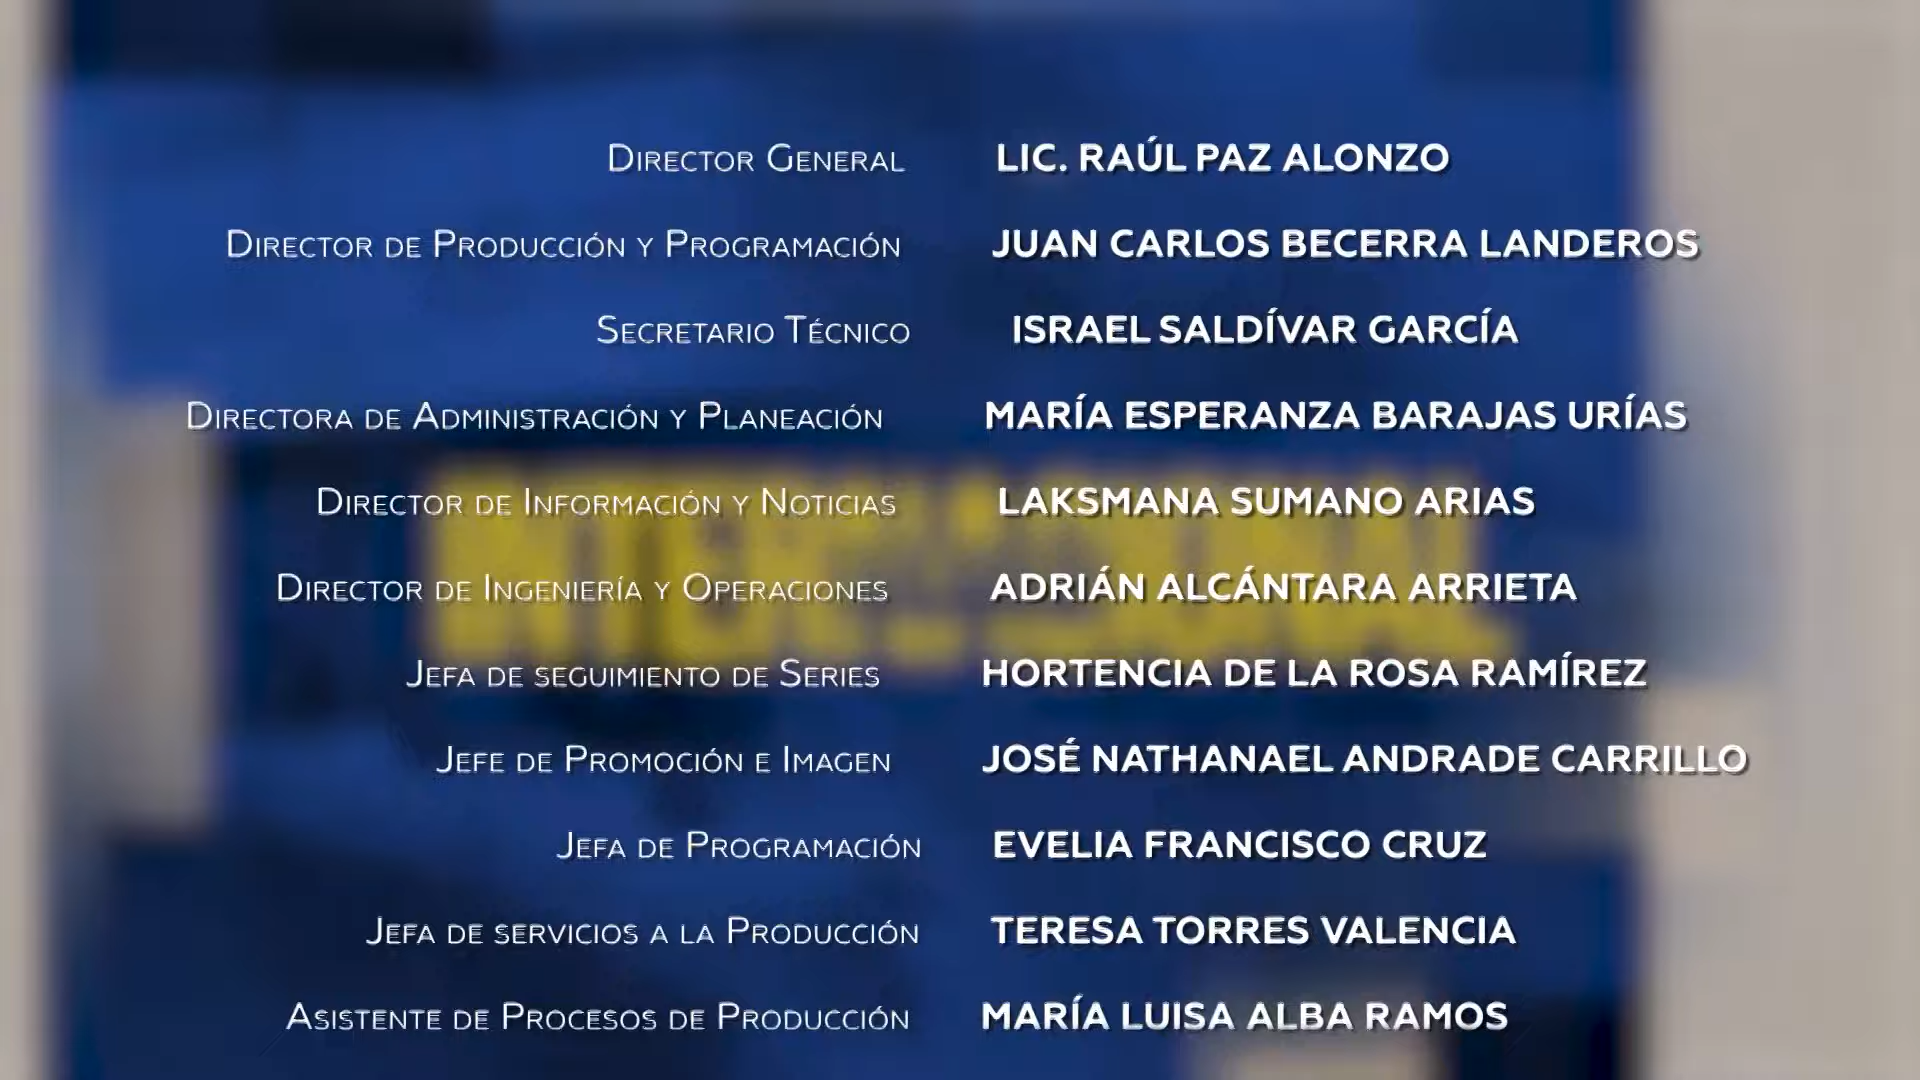 Director General LIC. RAÚL PAZ ALONZO
Director de Producción y Programación JUAN CARLOS BECERRA LANDEROS
Secretario Técnico ISRAEL SALDÍVAR GARCÍA
Directora de Administración y Planeación MARÍA ESPERANZA BARAJAS URÍAS
Director de Información y Noticias LAKSMANA SUMANO ARIAS
Director de Ingeniería y Operaciones ADRIÁN ALCÁNTARA ARRIETA
Jefa de seguimiento de Series HORTENCIA DE LA ROSA RAMÍREZ
Jefe de Promoción e Imagen JOSÉ NATHANAEL ANDRADE CARRILLO
Jefa de Programación EVELIA FRANCISCO CRUZ
Jefa de servicios a la Producción TERESA TORRES VALENCIA
Asistente de Procesos de Producción MARÍA LUISA ALBA RAMOS